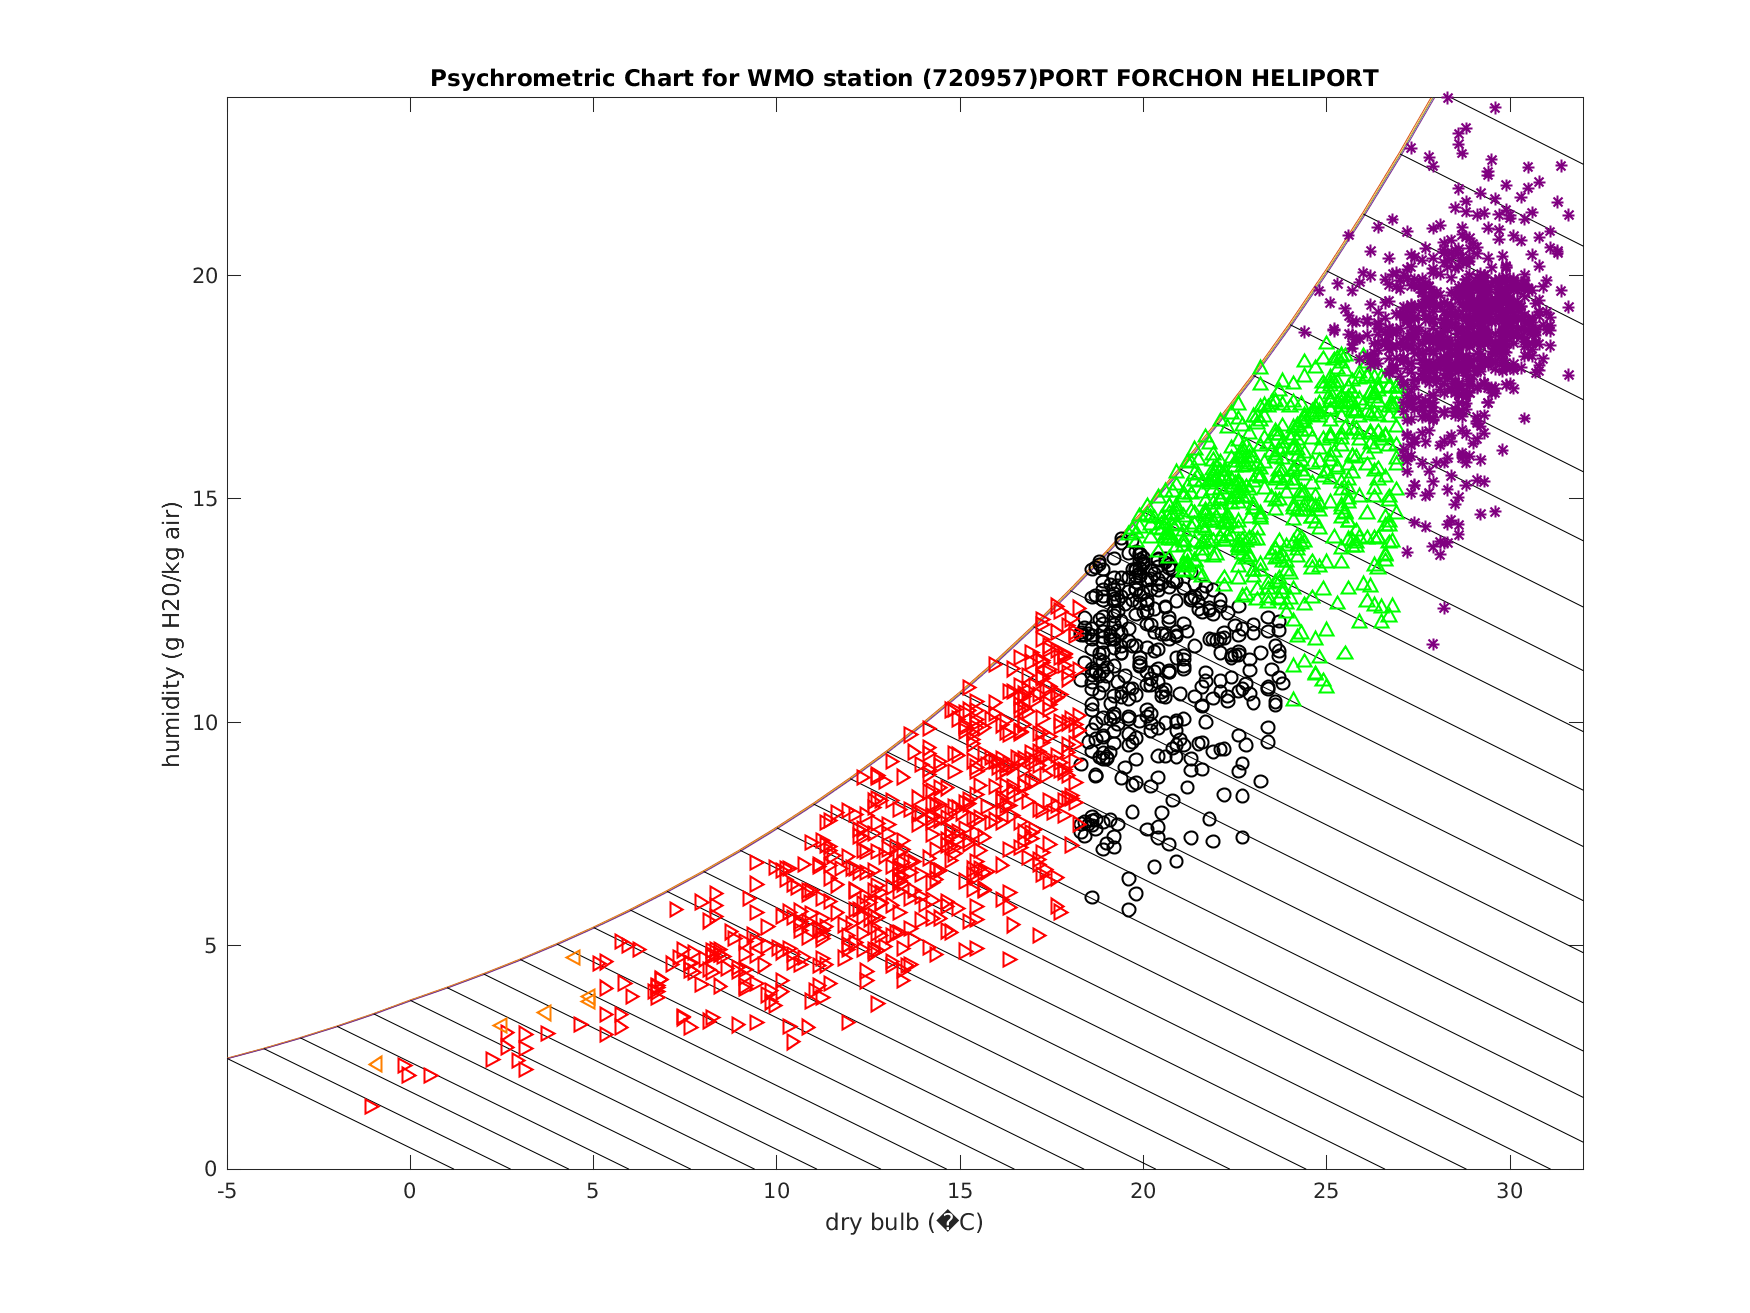 Psychrometric Chart for WMO station (720957)PORT FORCHON HELIPORT
humidity (g H20/kg air)
20
15
10
5
0
-5 0 5 10 15 20 25 30
dry bulb (�C)